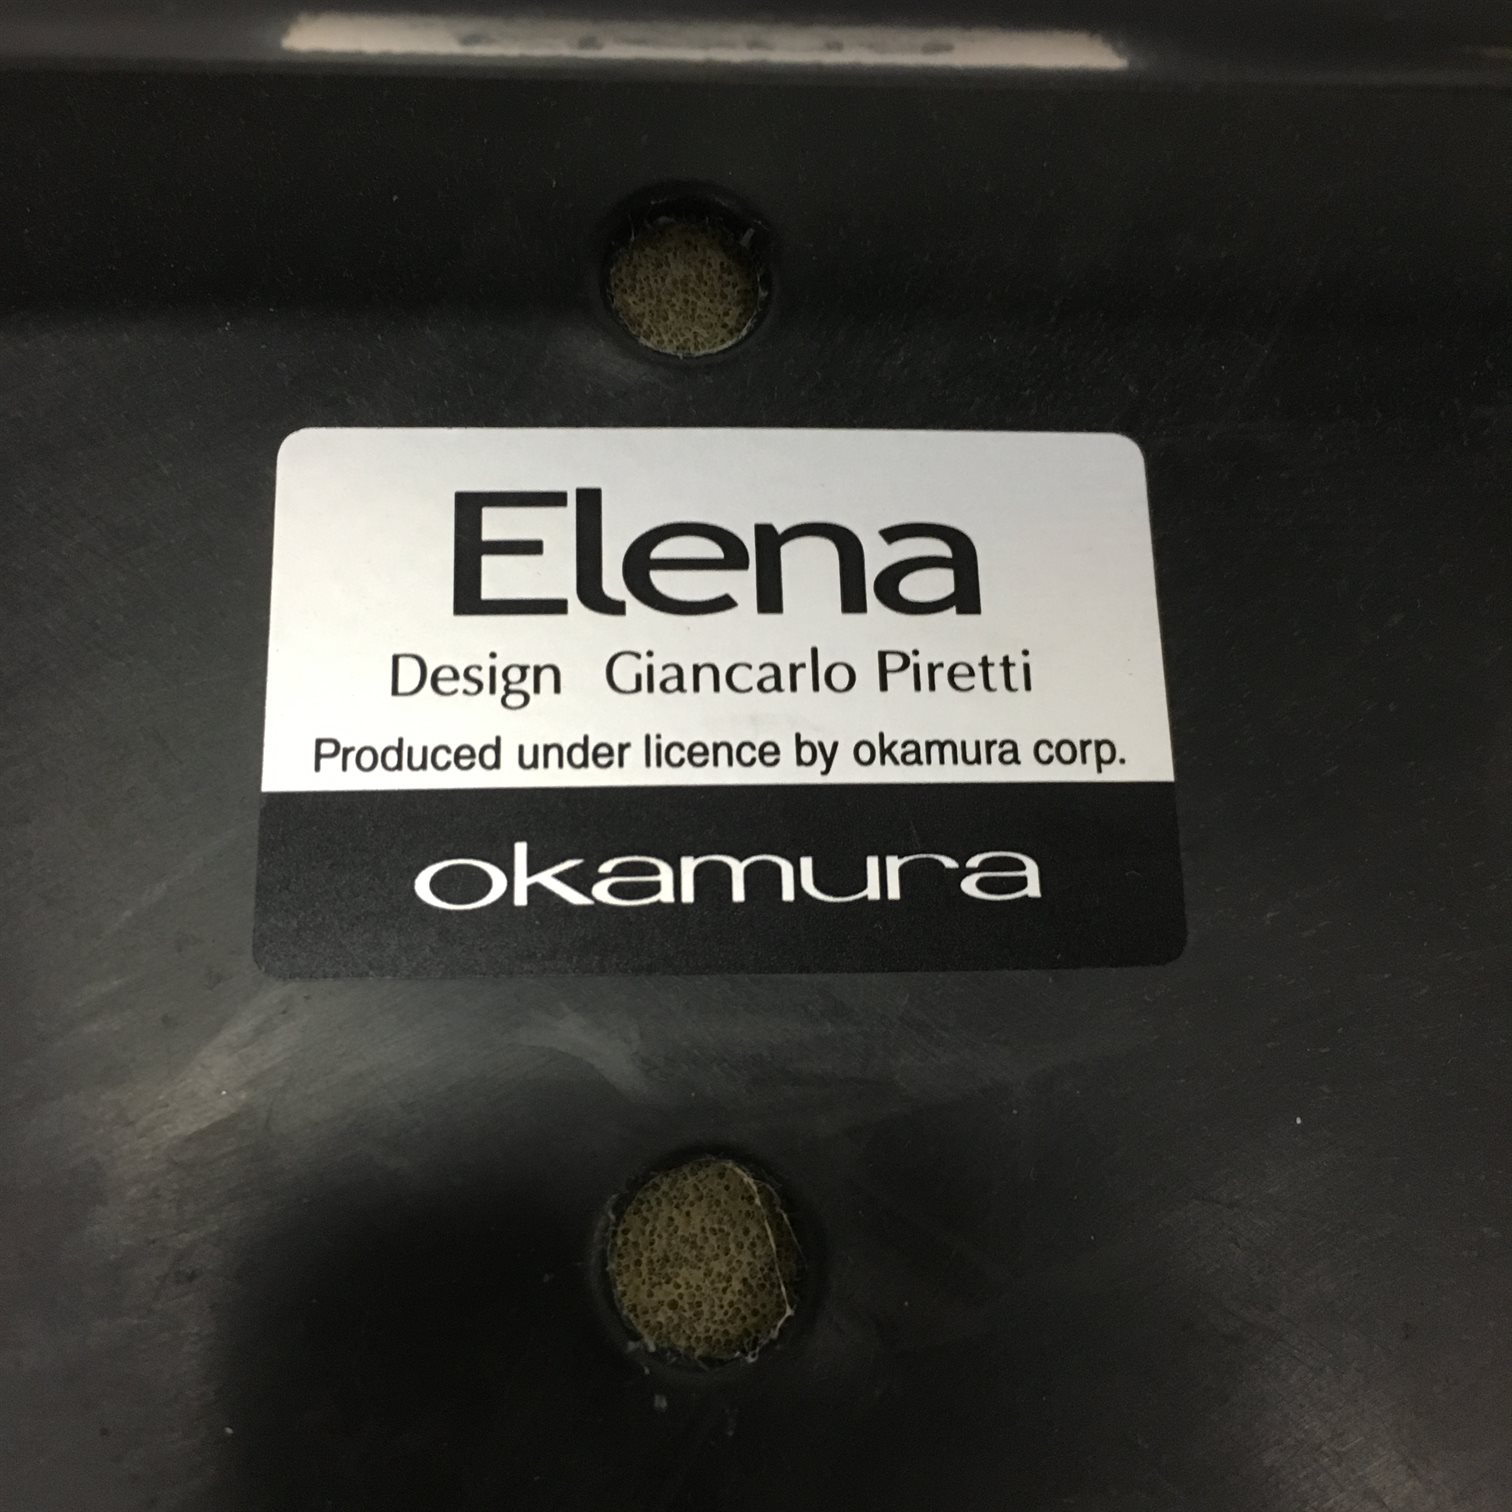 Elena
Design Giancarlo Piretti
Produced under licence by okamura corp.
okamura